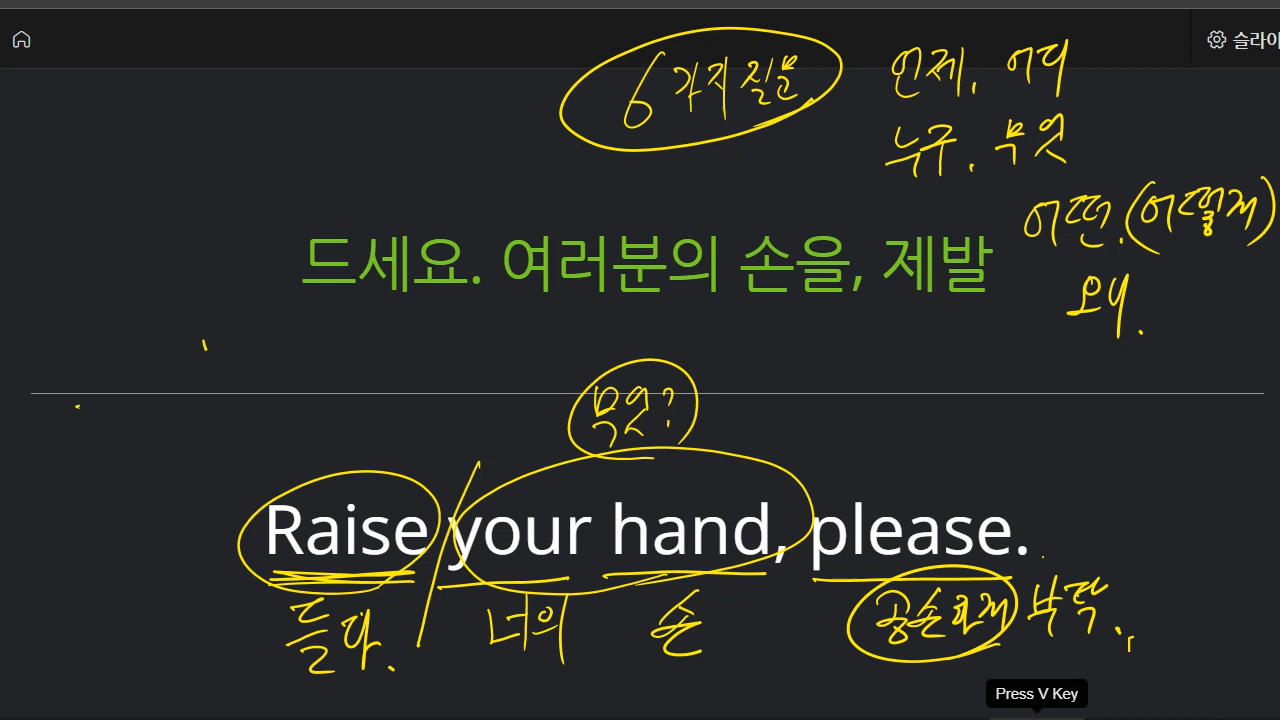 슬라이
6가지 질문
언제, 어디
누구, 무엇
어떤, (어떻게)
왜.
드세요. 여러분의 손을, 제발
무엇?
Raise your hand, please.
들다. 너의 손 공손하게 부탁.
Press V Key